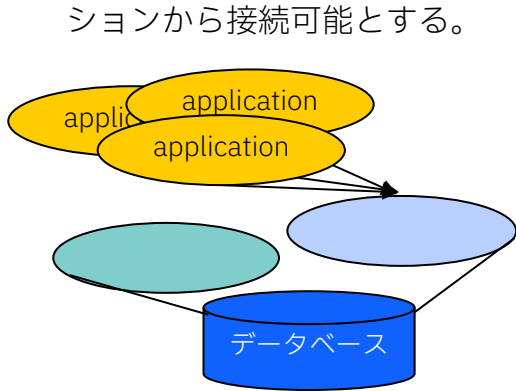 ションから接続可能とする。
application
appli
application
データベース